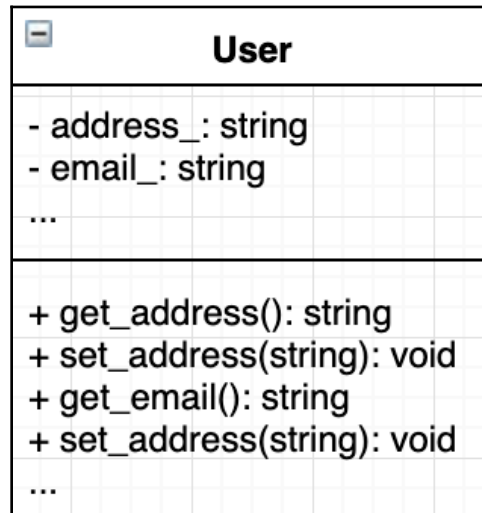 User
- address_: string
- email_: string
...
+ get_address(): string
+ set_address(string): void
+ get_email(): string
+ set_address(string): void
...